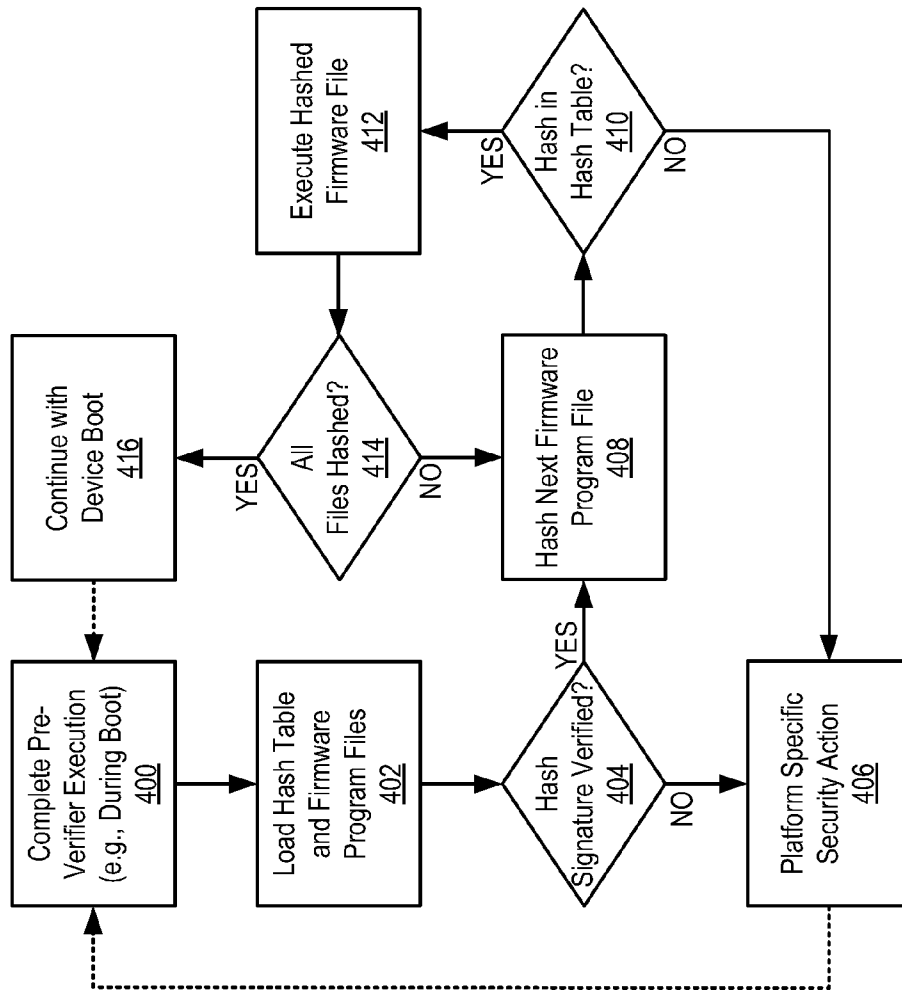 Complete Pre-
Verifier Execution
(e.g., During Boot)
400
Load Hash Table
and Firmware
Program Files
402
Hash
Signature Verified?
404
YES
NO
Platform Specific
Security Action
406
Hash Next Firmware
Program File
408
Hash in
Hash Table?
410
YES
NO
Execute Hashed
Firmware File
412
All
Files Hashed?
414
YES
NO
Continue with
Device Boot
416